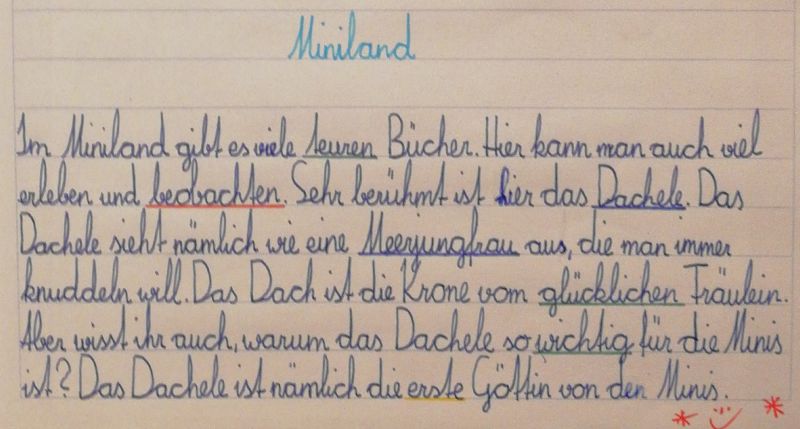 Miniland
Im Miniland gibt es viele teuren Bücher. Hier kann man auch viel
erleben und beobachten. Sehr berühmt ist hier das Dachele. Das
Dachele sieht nämlich wie eine Meerjungfrau aus, die man immer
knuddeln will. Das Dach ist die Krone vom glücklichen Fräulein.
Aber wisst ihr auch, warum das Dachele so wichtig für die Minis
ist? Das Dachele ist nämlich die erste Göttin von den Minis.